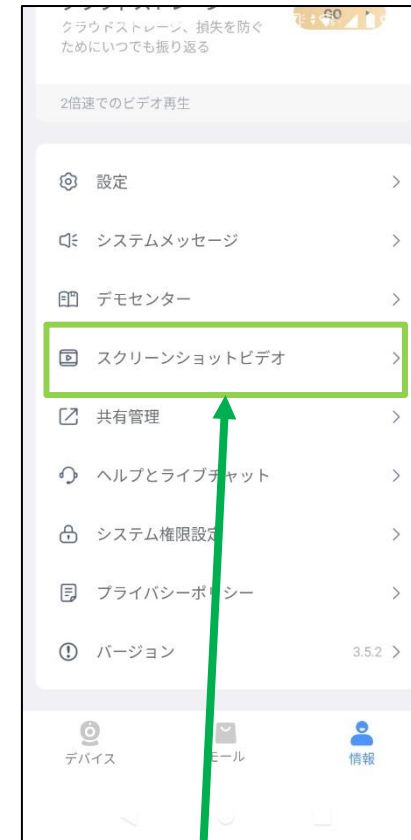 クラウドストレージ、損失を防ぐ
ためにいつでも振り返る
GO
2倍速でのビデオ再生
設定
システムメッセージ
デモセンター
スクリーンショットビデオ
共有管理
ヘルプとライブチャット
システム権限設定
プライバシーポリシー
バージョン
3.5.2
デバイス
モール
情報